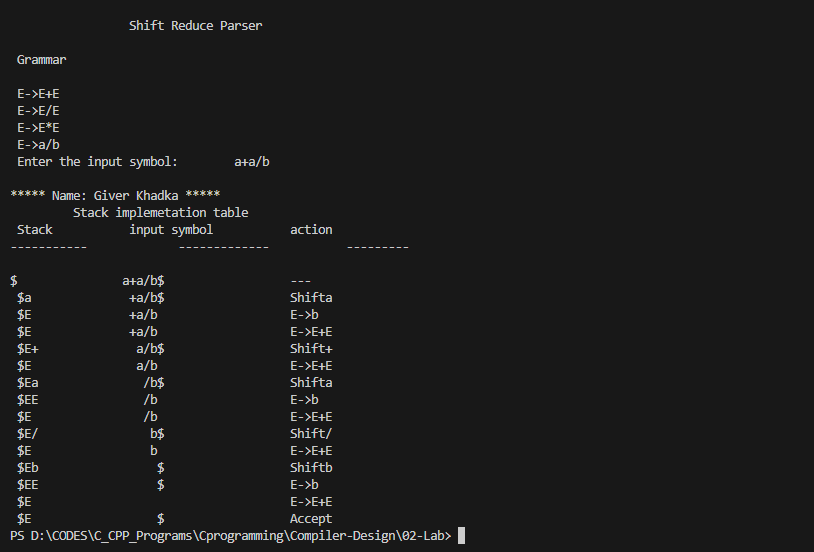 Shift Reduce Parser
Grammar
E->E+E
E->E/E
E->E*E
E->a/b
Enter the input symbol: a+a/b
***** Name: Giver Khadka *****
Stack implemetation table
Stack input symbol action
----------- ------------- ---------
$ a+a/b$ ---
$a +a/b$ Shifta
$E +a/b E->b
$E +a/b E->E+E
$E+ a/b$ Shift+
$E a/b E->E+E
$Ea /b$ Shifta
$EE /b E->b
$E /b E->E+E
$E/ b$ Shift/
$E b E->E+E
$Eb $ Shiftb
$EE $ E->b
$E E->E+E
$E $ Accept
PS D:\CODES\C_CPP_Programs\Cprogramming\Compiler-Design\02-Lab>